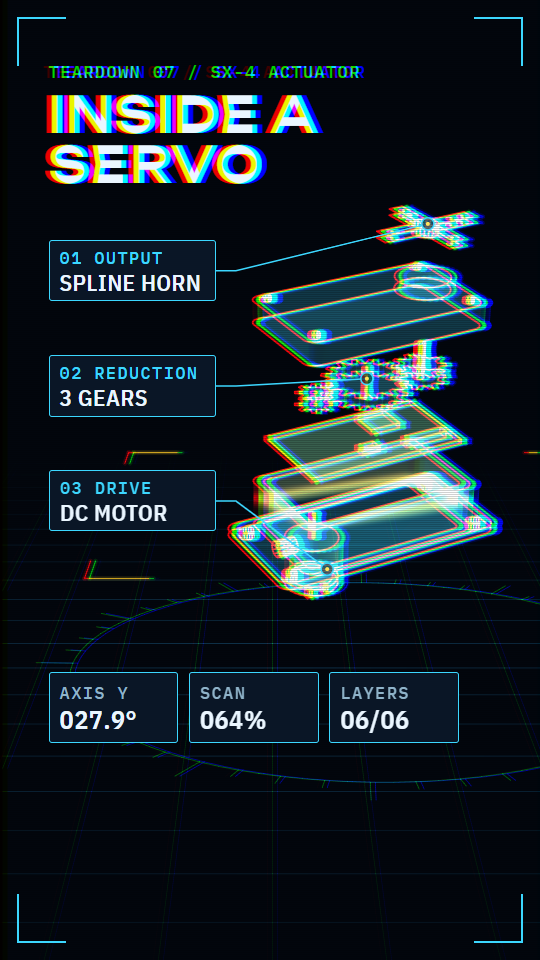 TEARDOWN 07 // SX-4 ACTUATOR
INSIDE A
SERVO
01 OUTPUT
SPLINE HORN
02 REDUCTION
3 GEARS
03 DRIVE
DC MOTOR
AXIS Y
027.9°
SCAN
064%
LAYERS
06/06